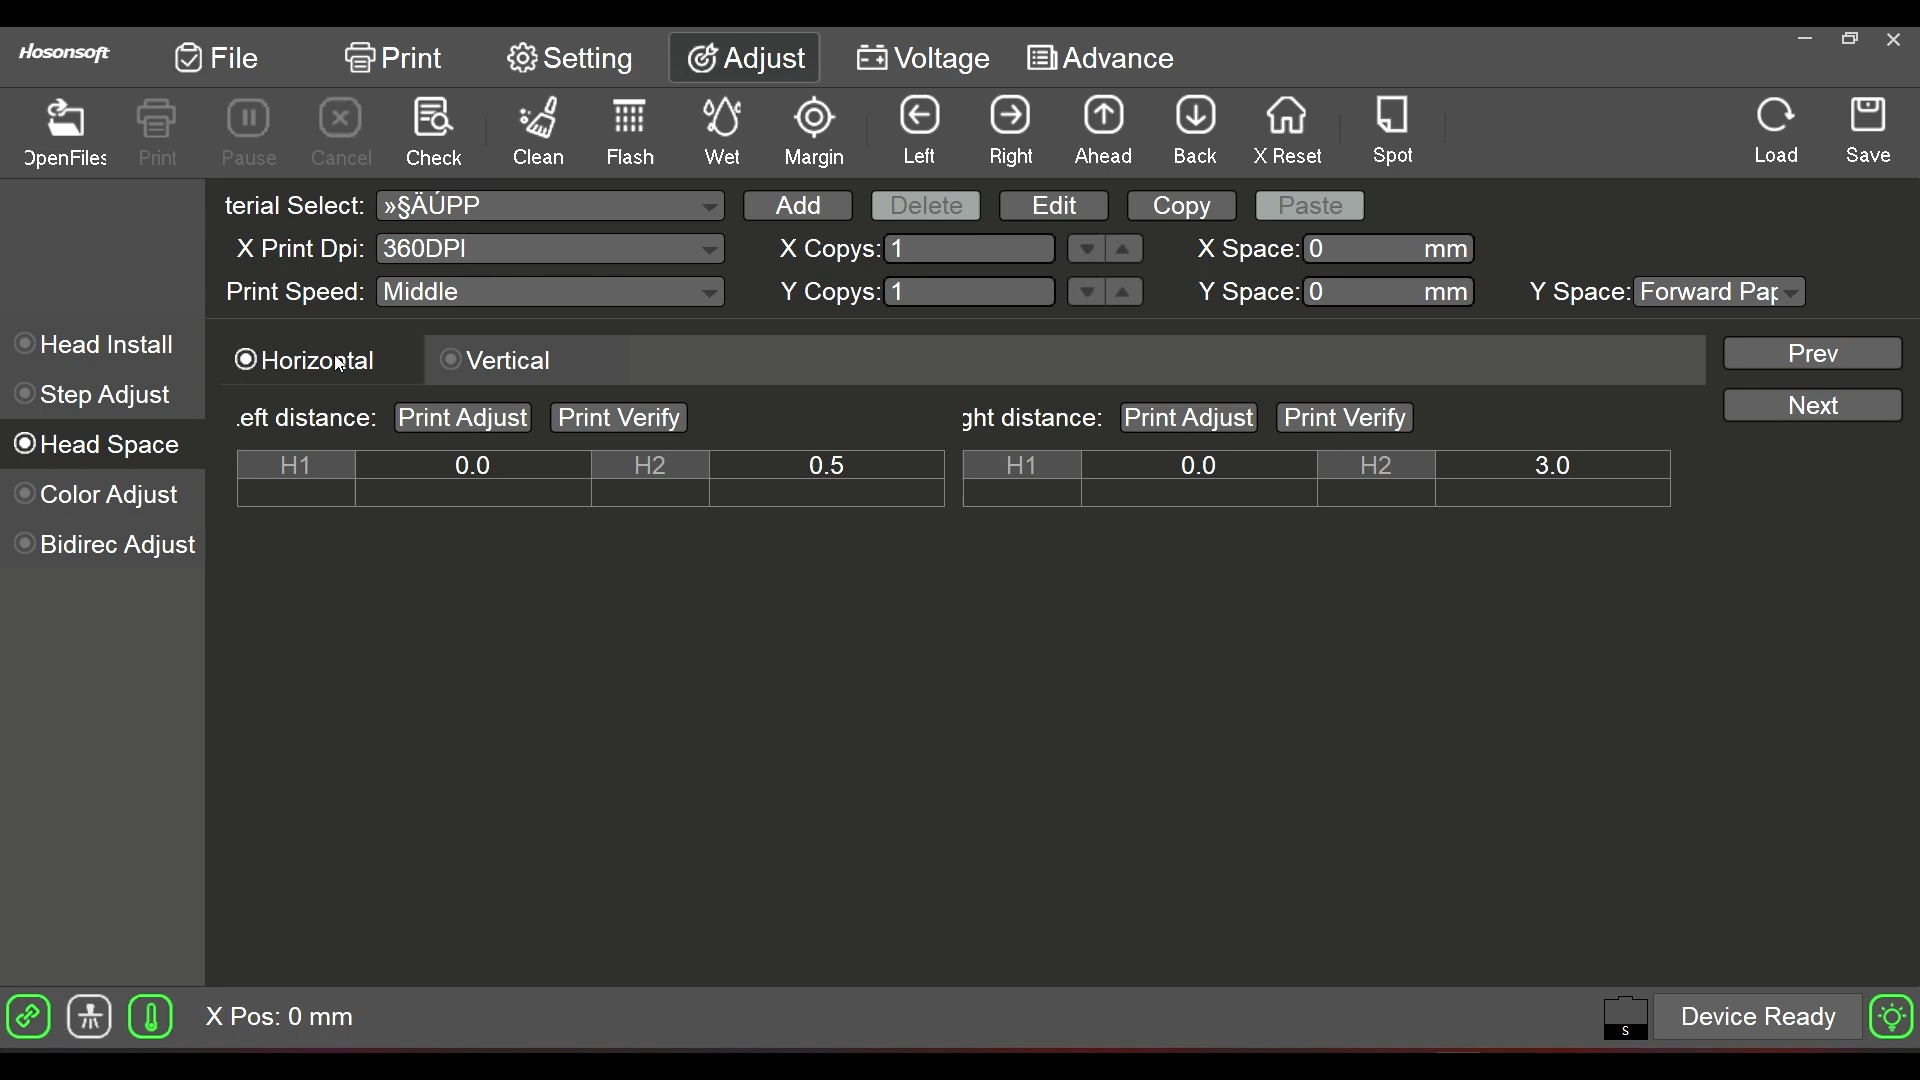 Hosonsoft File Print Setting Adjust Voltage Advance
OpenFiles Print Pause Cancel Check Clean Flash Wet Margin Left Right Ahead Back X Reset Spot Load Save
terial Select: »§ÄÚPP Add Delete Edit Copy Paste
X Print Dpi: 360DPI X Copys: 1 X Space: 0 mm
Print Speed: Middle Y Copys: 1 Y Space: 0 mm Y Space: Forward Pap
Head Install
Step Adjust
Head Space
Color Adjust
Bidirec Adjust
Horizontal Vertical Prev
Next
eft distance: Print Adjust Print Verify ght distance: Print Adjust Print Verify
H1 0.0 H2 0.5 H1 0.0 H2 3.0
X Pos: 0 mm S Device Ready